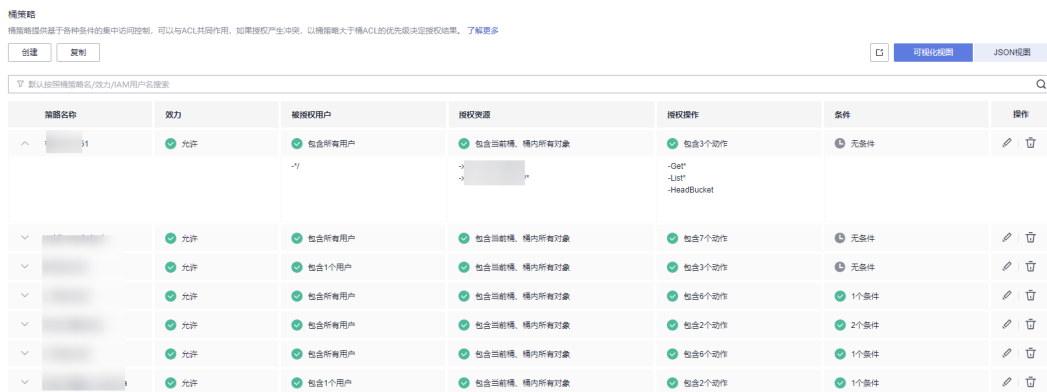 桶策略
桶策略提供基于各种条件的集中访问控制，可以与ACL共同作用，如果授权产生冲突，以桶策略大于桶ACL的优先级决定授权结果。 了解更多
创建 复制 可视化视图 JSON视图
默认按照桶策略名/效力/IAM用户名搜索
策略名称 效力 被授权用户 授权资源 授权操作 条件 操作
51 允许 包含所有用户 包含当前桶、桶内所有对象 包含3个动作 无条件
-*/ -Get*
/* -List*
-HeadBucket
允许 包含所有用户 包含当前桶、桶内所有对象 包含7个动作 无条件
允许 包含1个用户 包含当前桶、桶内所有对象 包含3个动作 无条件
允许 包含所有用户 包含当前桶、桶内所有对象 包含6个动作 1个条件
允许 包含所有用户 包含当前桶、桶内所有对象 包含2个动作 2个条件
允许 包含所有用户 包含当前桶、桶内所有对象 包含6个动作 1个条件
允许 包含1个用户 包含当前桶、桶内所有对象 包含2个动作 1个条件